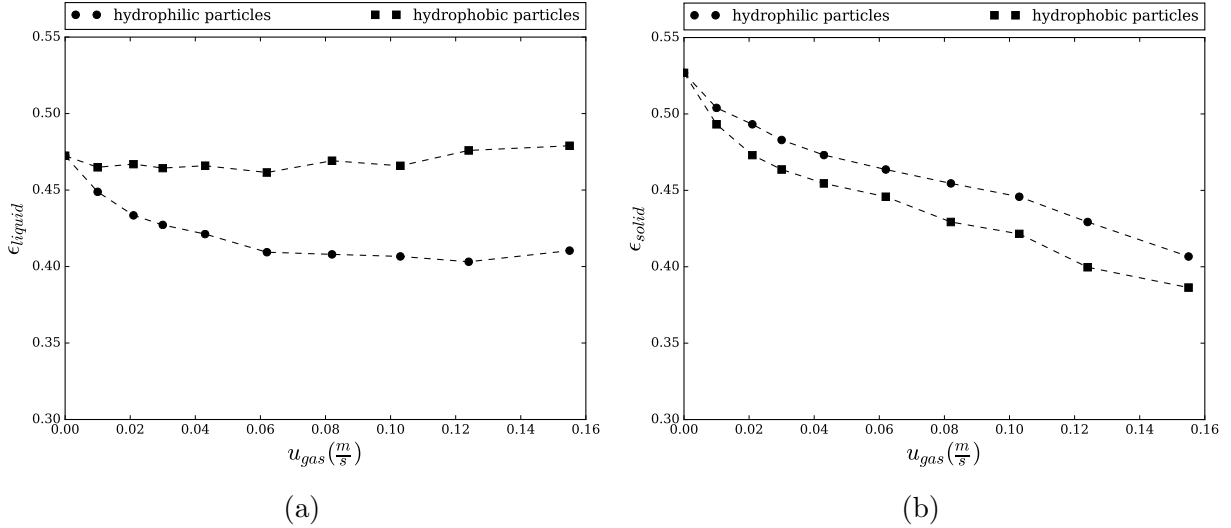 hydrophilic particles hydrophobic particles
0.55
0.50
0.45
0.40
0.35
0.30
ϵliquid
0.00 0.02 0.04 0.06 0.08 0.10 0.12 0.14 0.16
ugas(m/s)
(a)
hydrophilic particles hydrophobic particles
0.55
0.50
0.45
0.40
0.35
0.30
ϵsolid
0.00 0.02 0.04 0.06 0.08 0.10 0.12 0.14 0.16
ugas(m/s)
(b)